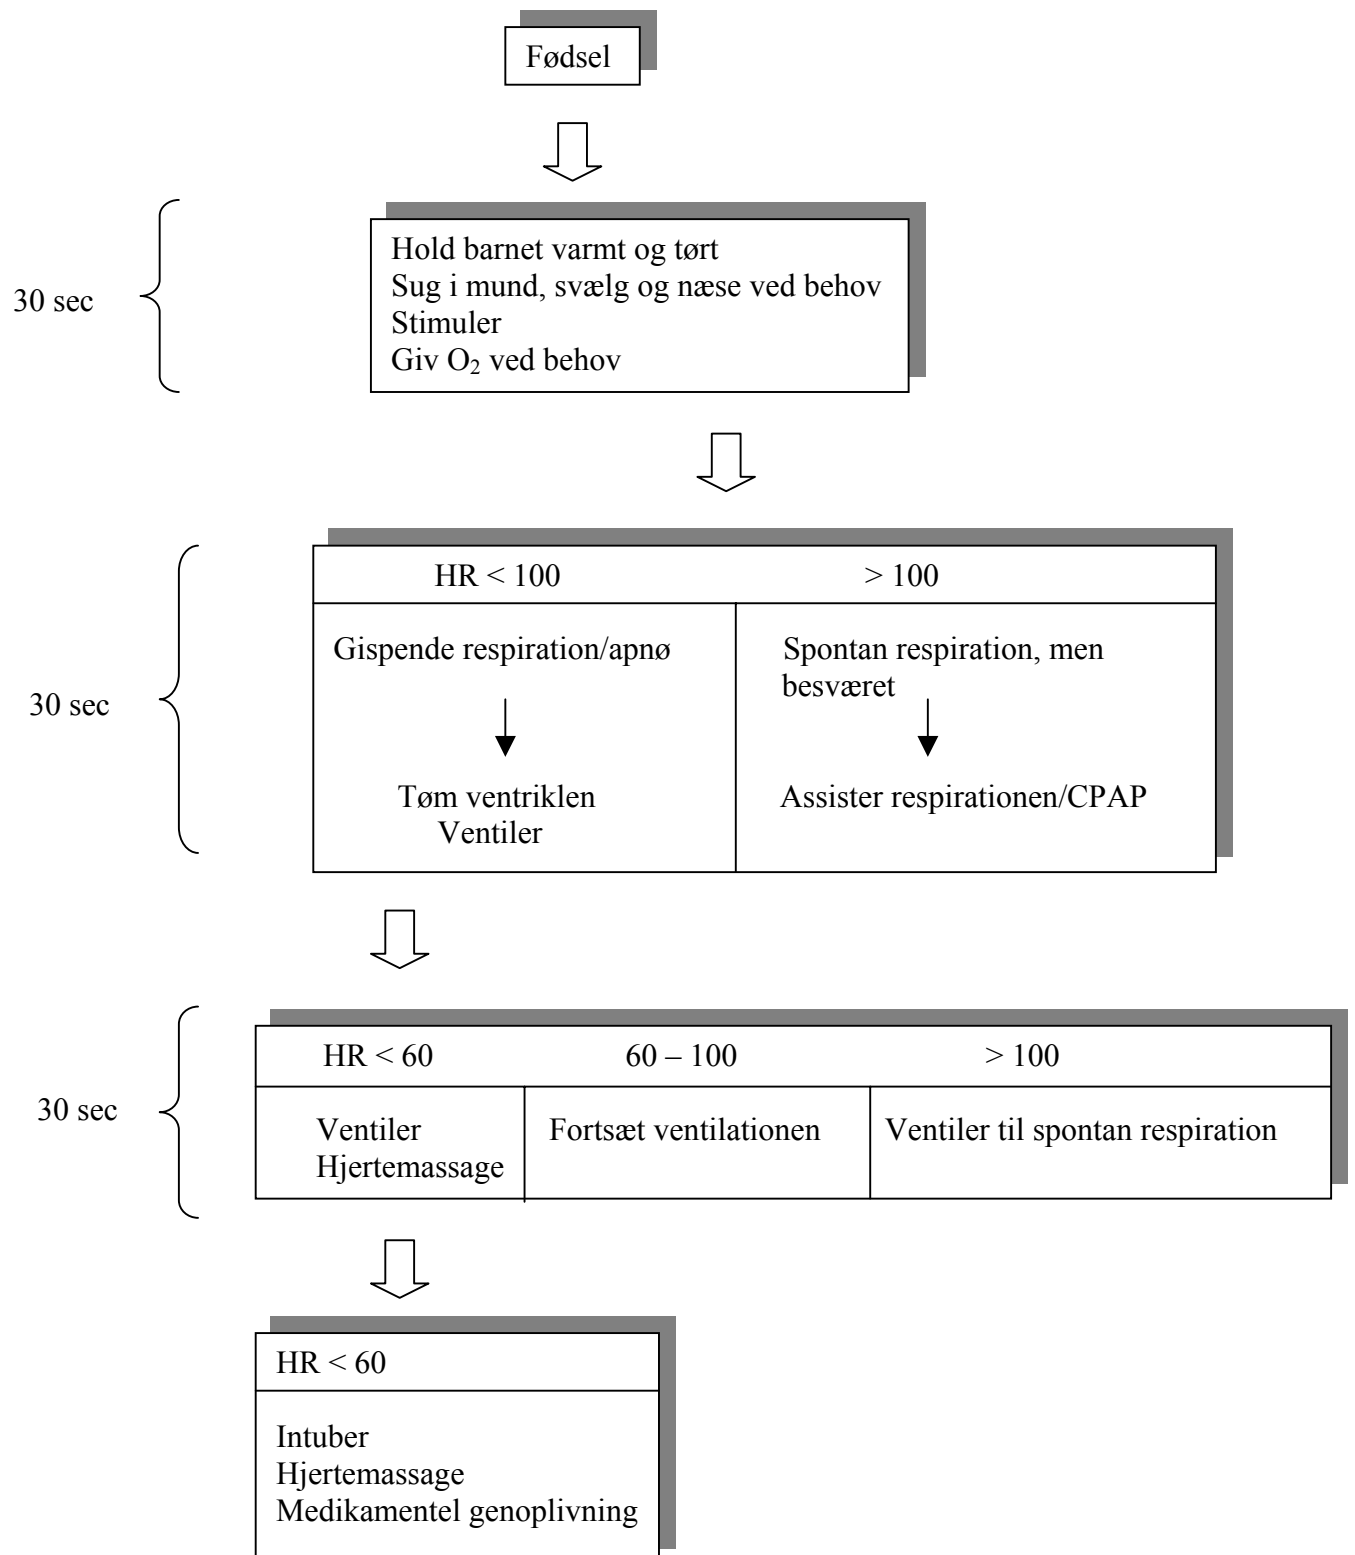 Fødsel
30 sec
Hold barnet varmt og tørt
Sug i mund, svælg og næse ved behov
Stimuler
Giv O₂ ved behov
30 sec
HR < 100 > 100
Gispende respiration/apnø
Tøm ventriklen
Ventiler
Spontan respiration, men
besværet
Assister respirationen/CPAP
30 sec
HR < 60 60 – 100 > 100
Ventiler
Hjertemassage
Fortsæt ventilationen
Ventiler til spontan respiration
HR < 60
Intuber
Hjertemassage
Medikamentel genoplivning